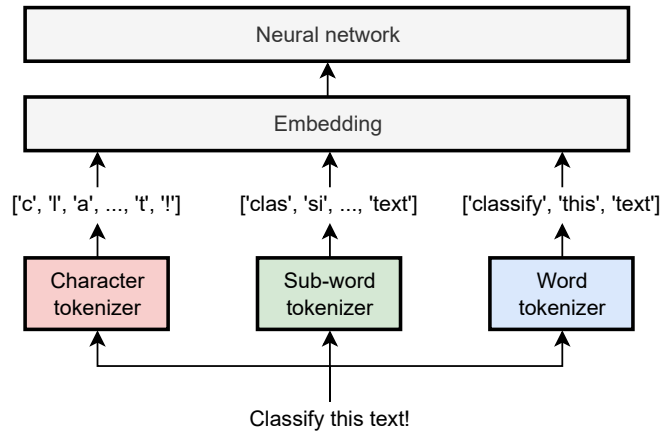 Neural network
Embedding
['c', 'l', 'a', ..., 't', '!']
['clas', 'si', ..., 'text']
['classify', 'this', 'text']
Character
tokenizer
Sub-word
tokenizer
Word
tokenizer
Classify this text!